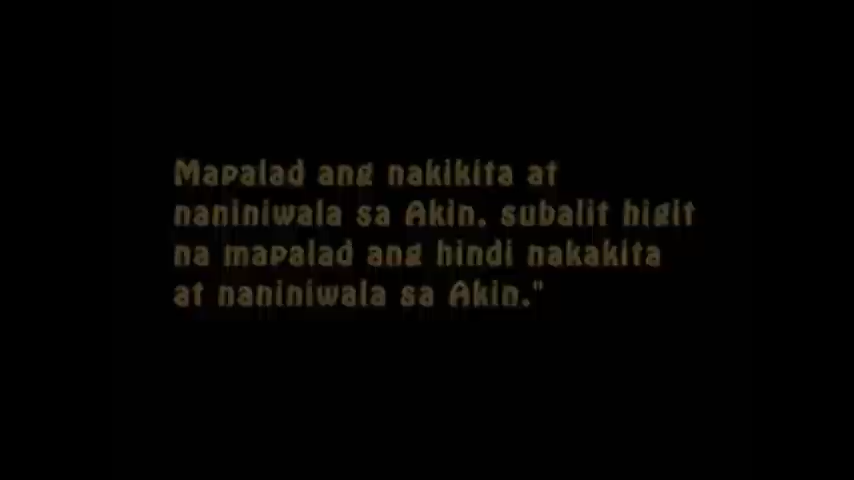 Mapalad ang nakikita at
naniniwala sa Akin. subalit higit
na mapalad ang hindi nakakita
at naniniwala sa Akin."